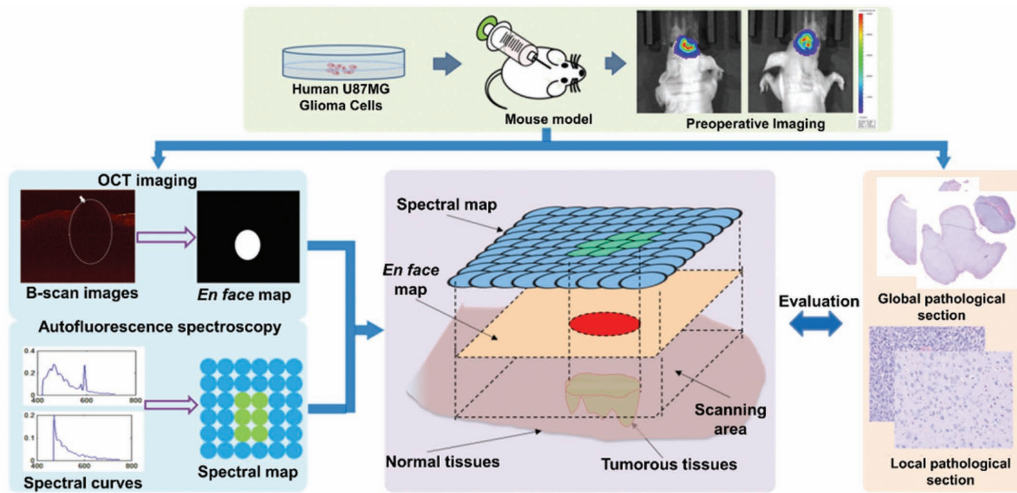 Human U87MG
Glioma Cells
Mouse model
Preoperative Imaging
OCT imaging
B-scan images
En face map
Autofluorescence spectroscopy
0.4
0.2
0
400
600
800
0.2
0.1
0
400
600
800
Spectral curves
Spectral map
Spectral map
En face
map
Normal tissues
Tumorous tissues
Scanning
area
Evaluation
Global pathological
section
Local pathological
section